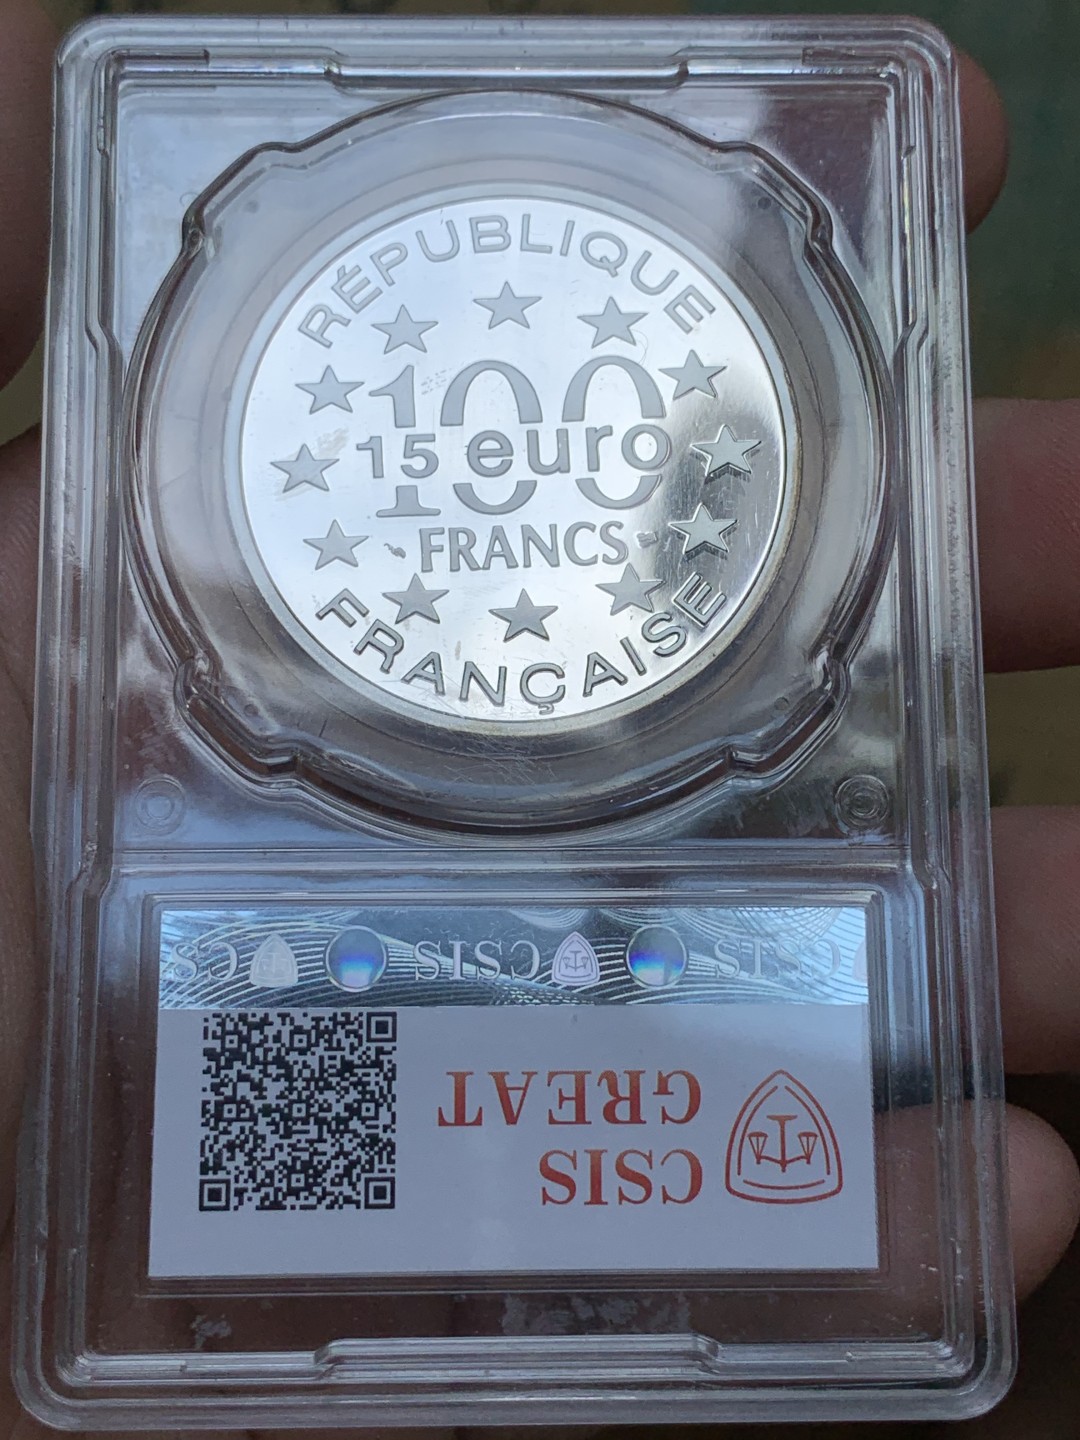 RÉPUBLIQUE
100
15 euro
FRANCS
FRANÇAISE
CSIS CSIS CSIS
CSIS
GREAT